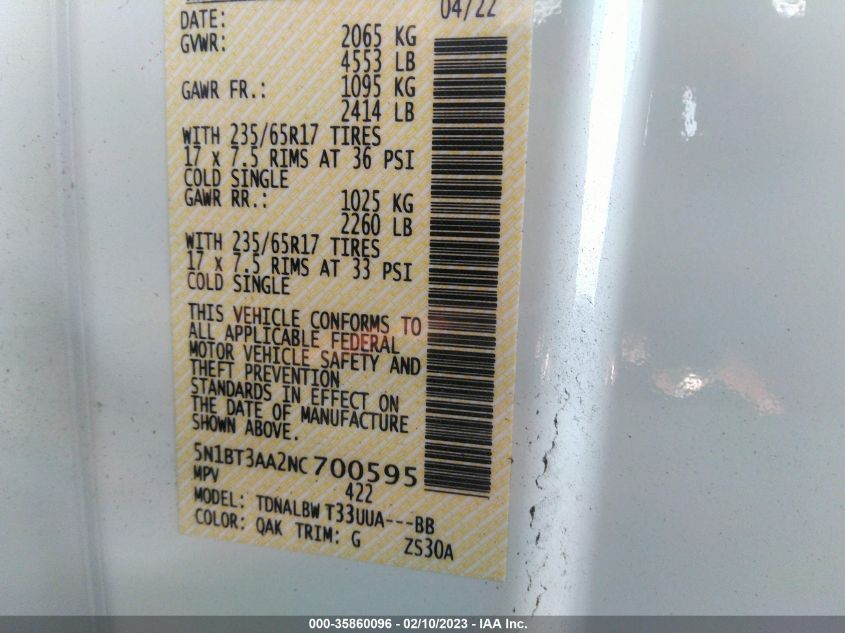 DATE: 04/22
GVWR: 2065 KG
4553 LB
GAWR FR.: 1095 KG
2414 LB
WITH 235/65R17 TIRES
17 x 7.5 RIMS AT 36 PSI
COLD SINGLE
GAWR RR.: 1025 KG
2260 LB
WITH 235/65R17 TIRES
17 x 7.5 RIMS AT 33 PSI
COLD SINGLE
THIS VEHICLE CONFORMS TO
ALL APPLICABLE FEDERAL
MOTOR VEHICLE SAFETY AND
THEFT PREVENTION
STANDARDS IN EFFECT ON
THE DATE OF MANUFACTURE
SHOWN ABOVE.
5N1BT3AA2NC700595
MPV 422
MODEL: TDNALBW T33UUA---BB
COLOR: QAK TRIM: G ZS30A
000-35860096 - 02/10/2023 - IAA Inc.